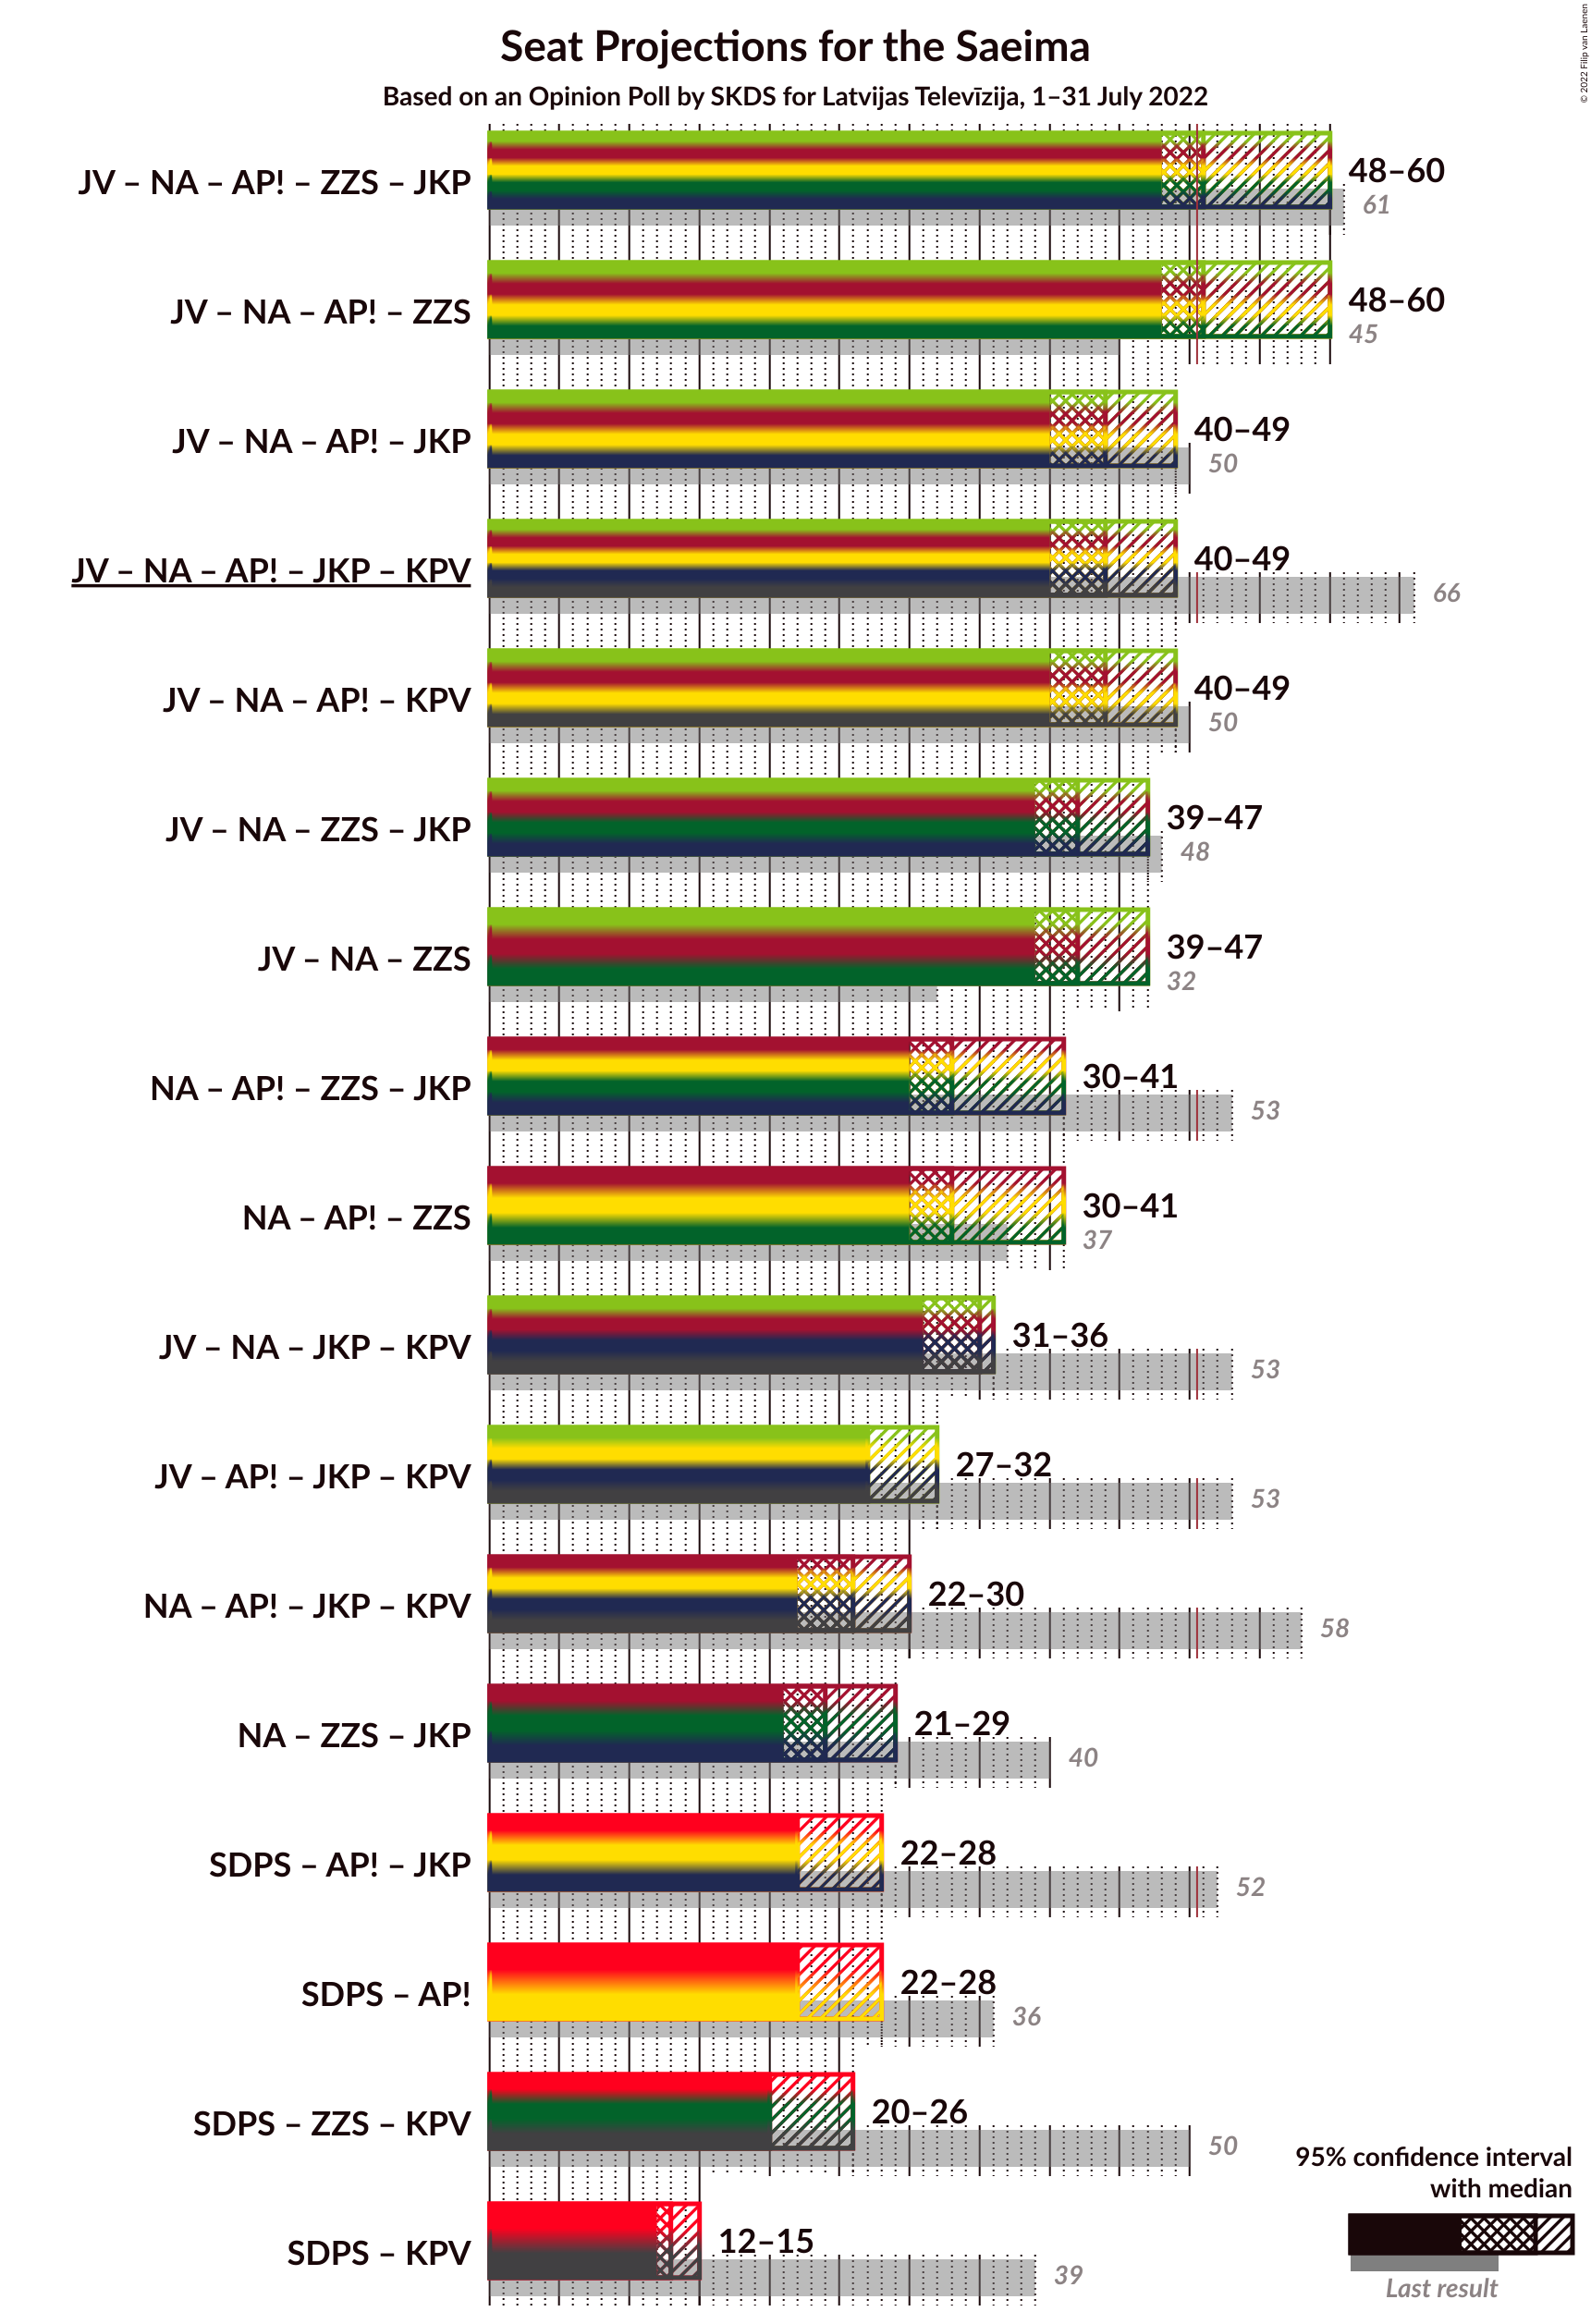 Seat Projections for the Saeima
Based on an Opinion Poll by SKDS for Latvijas Televīzija, 1–31 July 2022
© 2022 Filip van Laenen
JV – NA – AP! – ZZS – JKP
48–60
61
JV – NA – AP! – ZZS
48–60
45
JV – NA – AP! – JKP
40–49
50
JV – NA – AP! – JKP – KPV
40–49
66
JV – NA – AP! – KPV
40–49
50
JV – NA – ZZS – JKP
39–47
48
JV – NA – ZZS
39–47
32
NA – AP! – ZZS – JKP
30–41
53
NA – AP! – ZZS
30–41
37
JV – NA – JKP – KPV
31–36
53
JV – AP! – JKP – KPV
27–32
53
NA – AP! – JKP – KPV
22–30
58
NA – ZZS – JKP
21–29
40
SDPS – AP! – JKP
22–28
52
SDPS – AP!
22–28
36
SDPS – ZZS – KPV
20–26
50
SDPS – KPV
12–15
39
95% confidence interval
with median
Last result